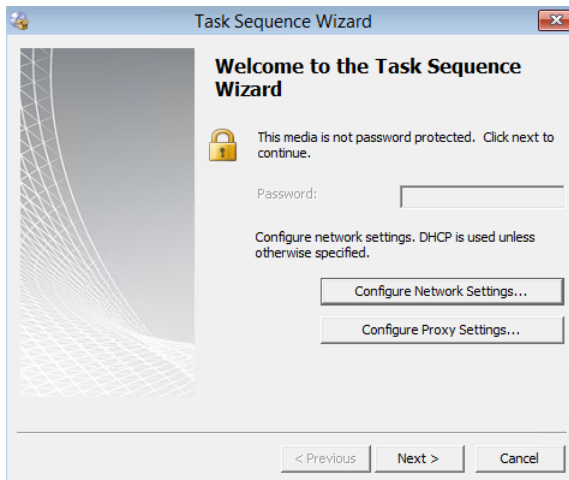 Task Sequence Wizard
Welcome to the Task Sequence
Wizard
This media is not password protected. Click next to
continue.
Password:
Configure network settings. DHCP is used unless
otherwise specified.
Configure Network Settings...
Configure Proxy Settings...
< Previous
Next >
Cancel